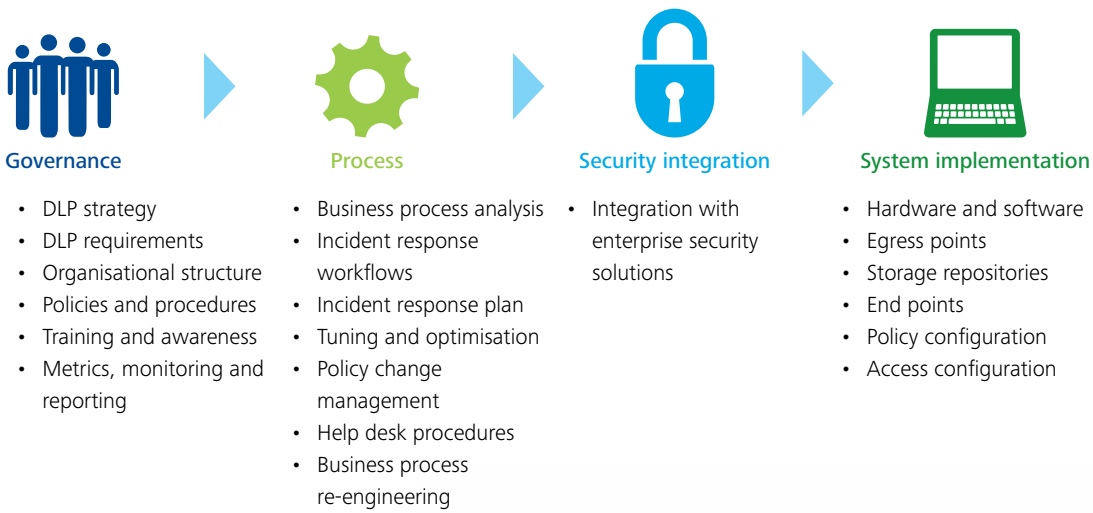 Governance
• DLP strategy
• DLP requirements
• Organisational structure
• Policies and procedures
• Training and awareness
• Metrics, monitoring and
reporting
Process
• Business process analysis
• Incident response
workflows
• Incident response plan
• Tuning and optimisation
• Policy change
management
• Help desk procedures
• Business process
re-engineering
Security integration
• Integration with
enterprise security
solutions
System implementation
• Hardware and software
• Egress points
• Storage repositories
• End points
• Policy configuration
• Access configuration